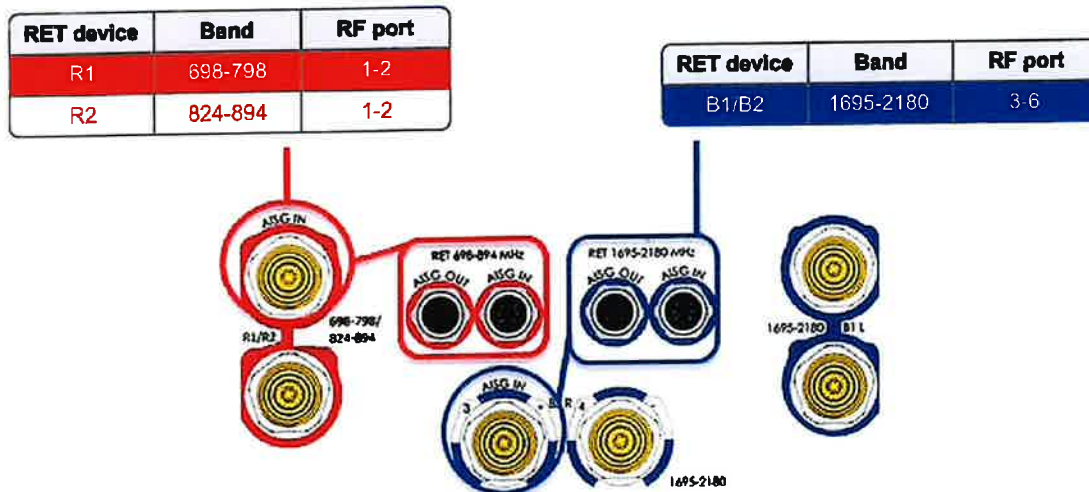 RET device Band RF port
R1 698-798 1-2
R2 824-894 1-2
RET device Band RF port
B1/B2 1695-2180 3-6
AISG IN
R1/R2
698-798/
824-894
RET 698-894 MHz
AISG OUT AISG IN
RET 1695-2180 MHz
AISG OUT AISG IN
AISG IN
3
R 4
1695-2180
1695-2180 B1 L